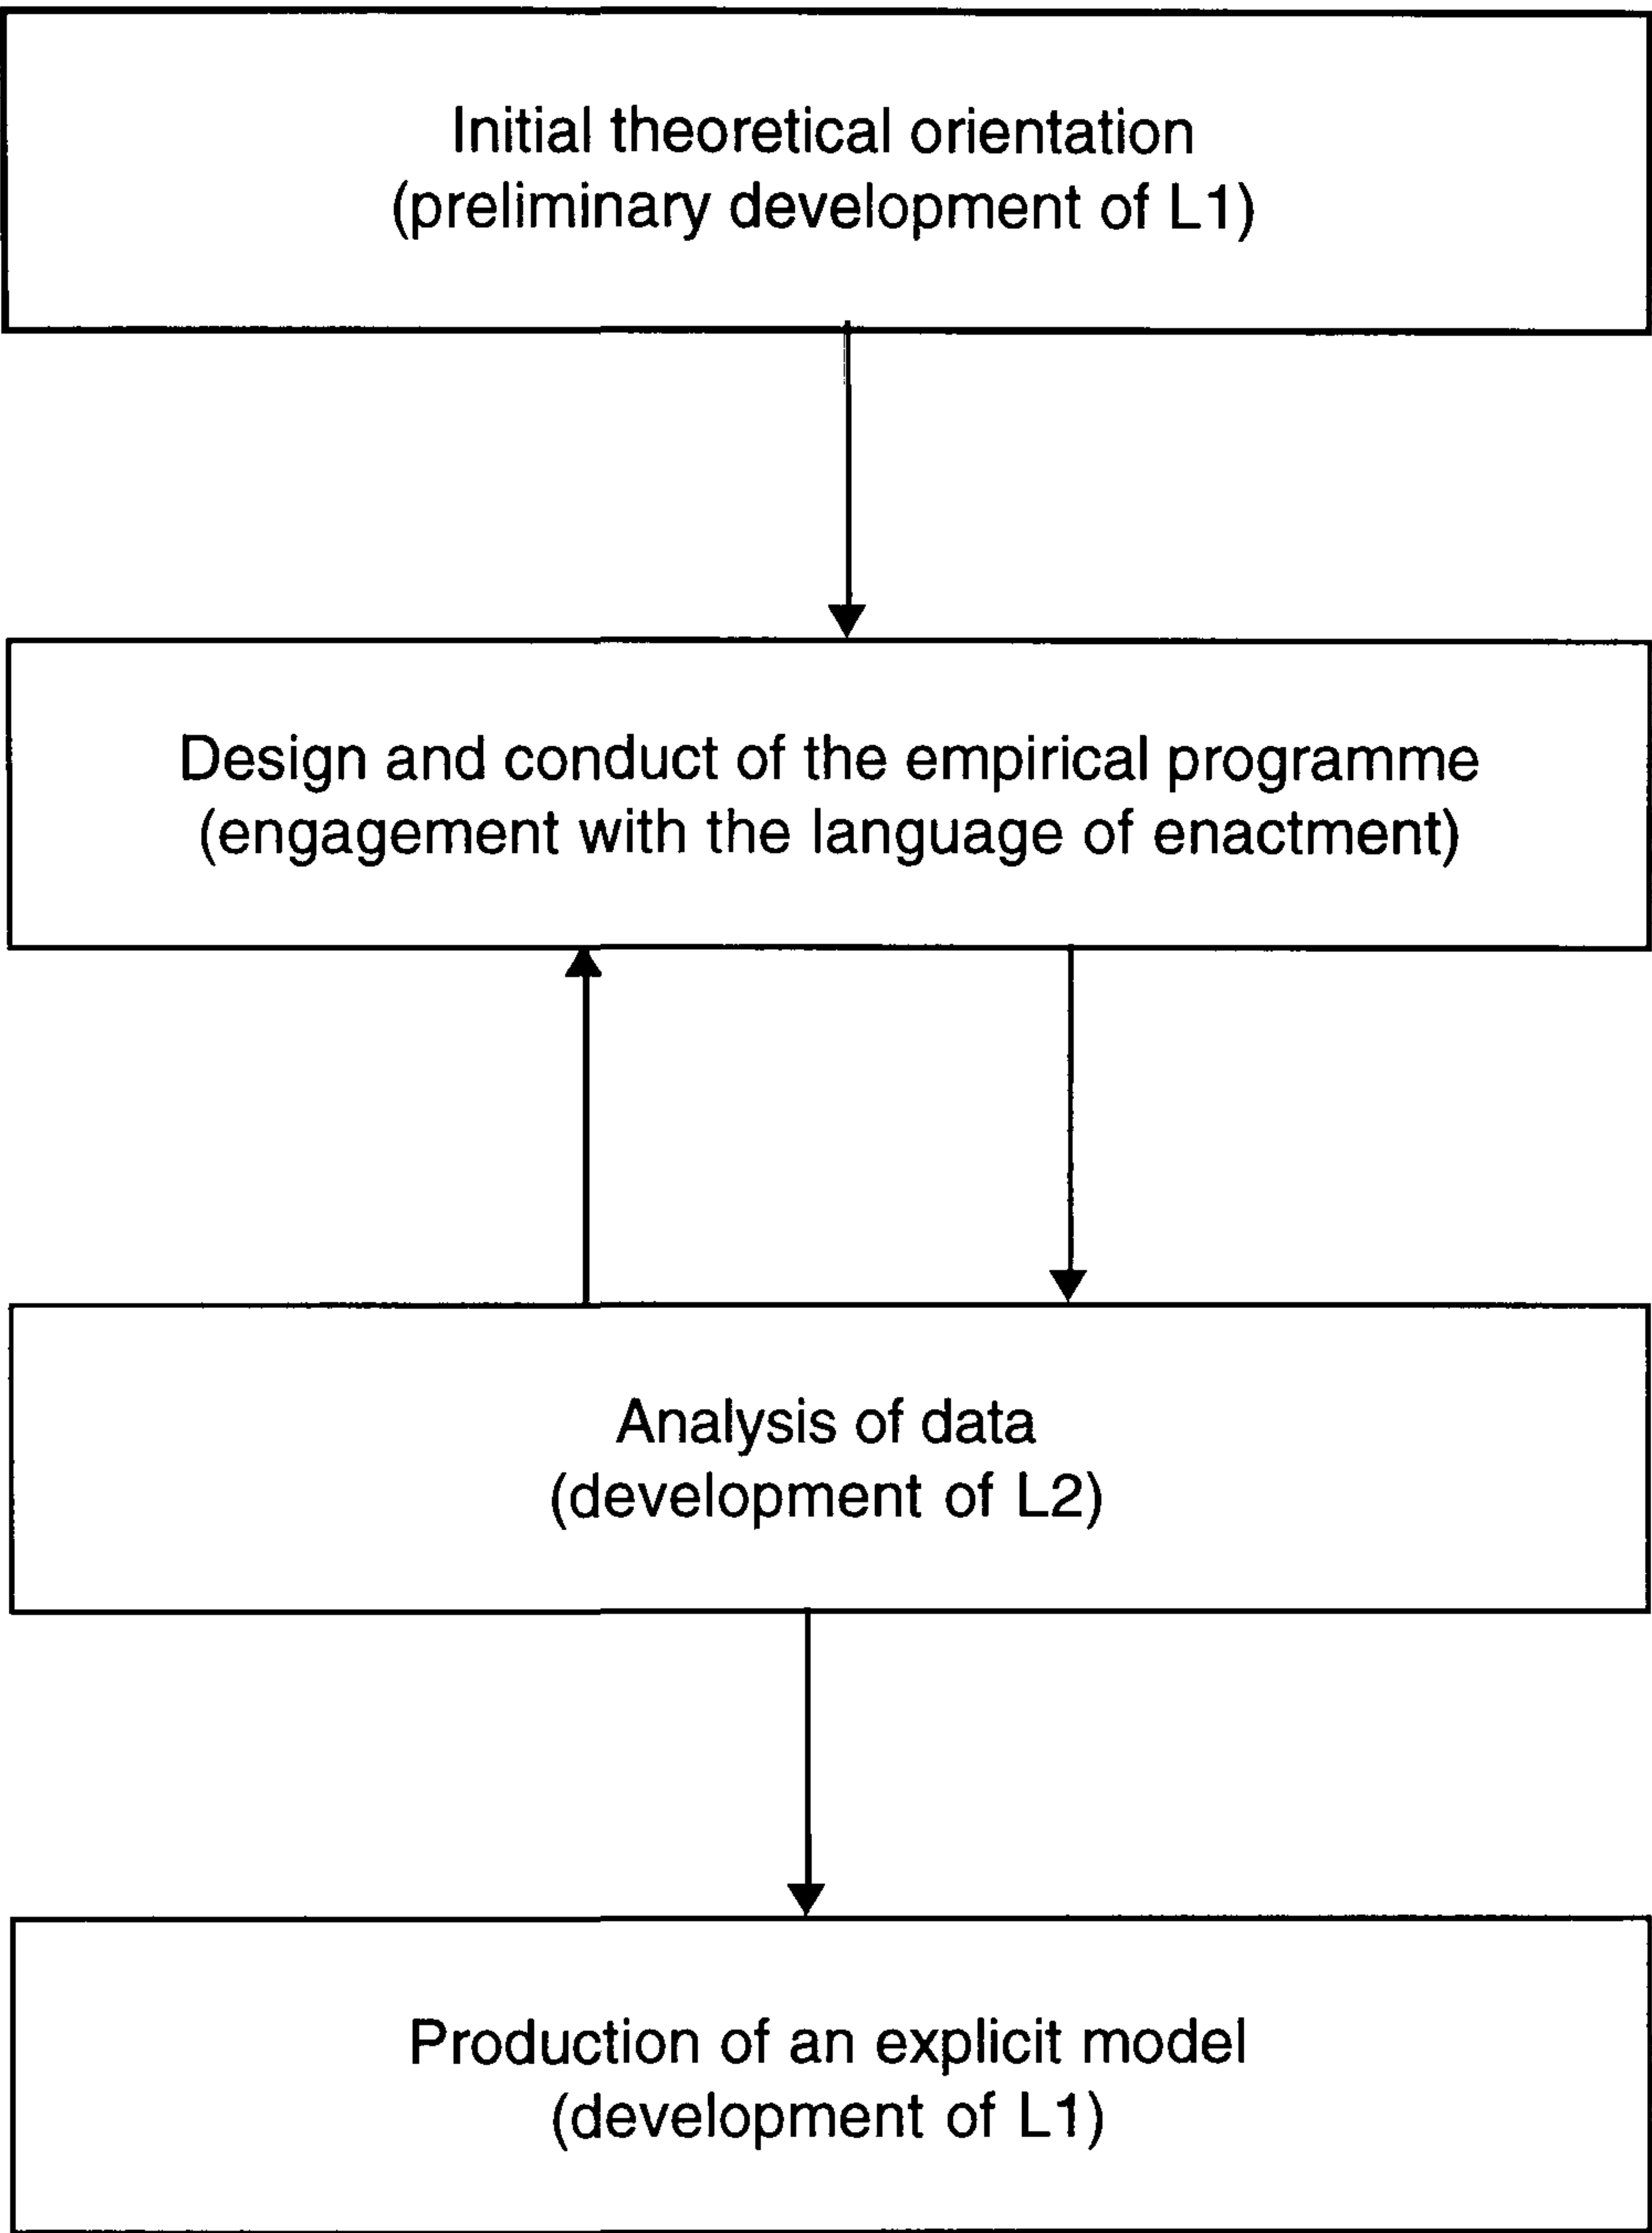 Initial theoretical orientation
(preliminary development of L1)
Design and conduct of the empirical programme
(engagement with the language of enactment)
Analysis of data
(development of L2)
Production of an explicit model
(development of L1)